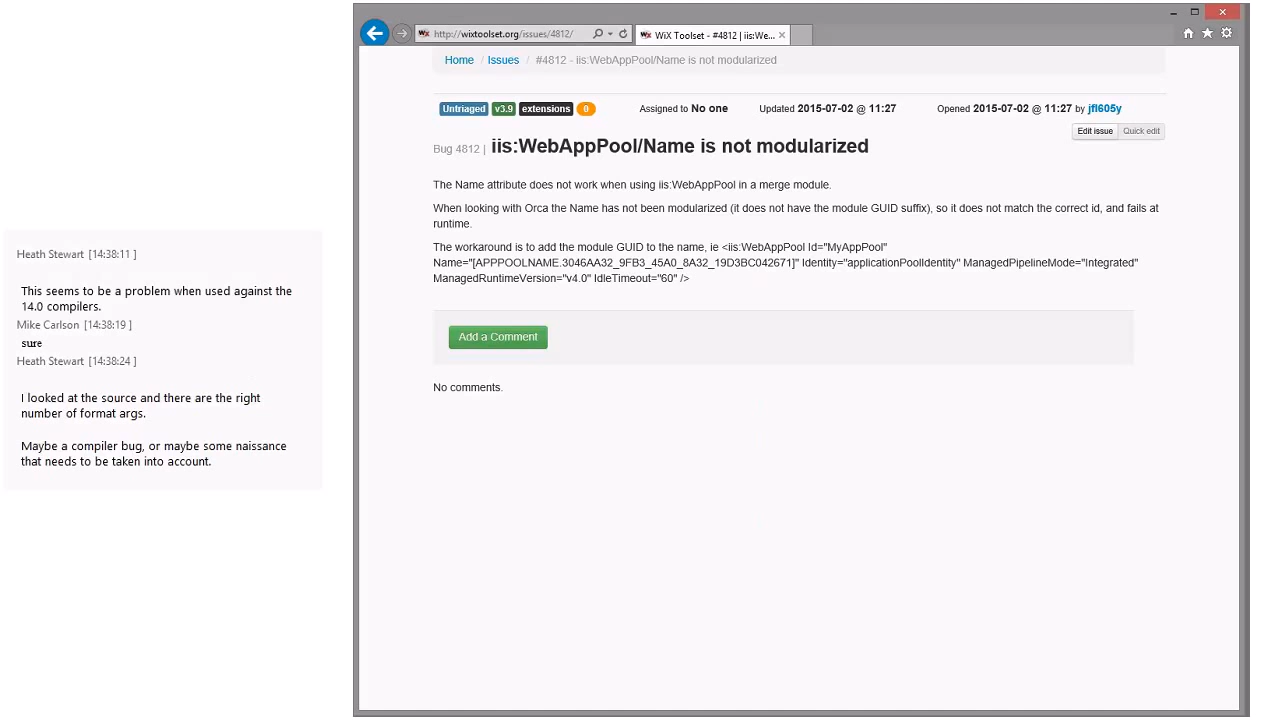 Heath Stewart [14:38:11 ]
This seems to be a problem when used against the
14.0 compilers.
Mike Carlson [14:38:19 ]
sure
Heath Stewart [14:38:24 ]
I looked at the source and there are the right
number of format args.
Maybe a compiler bug, or maybe some naissance
that needs to be taken into account.
http://wixtoolset.org/issues/4812/
WiX Toolset - #4812 | iis:We...
Home / Issues / #4812 - iis:WebAppPool/Name is not modularized
Untriaged v3.9 extensions 0 Assigned to No one Updated 2015-07-02 @ 11:27 Opened 2015-07-02 @ 11:27 by jfl605y
Edit issue Quick edit
Bug 4812 | iis:WebAppPool/Name is not modularized
The Name attribute does not work when using iis:WebAppPool in a merge module.
When looking with Orca the Name has not been modularized (it does not have the module GUID suffix), so it does not match the correct id, and fails at
runtime.
The workaround is to add the module GUID to the name, ie <iis:WebAppPool Id="MyAppPool"
Name="[APPPOOLNAME.3046AA32_9FB3_45A0_8A32_19D3BC042671]" Identity="applicationPoolIdentity" ManagedPipelineMode="Integrated"
ManagedRuntimeVersion="v4.0" IdleTimeout="60" />
Add a Comment
No comments.